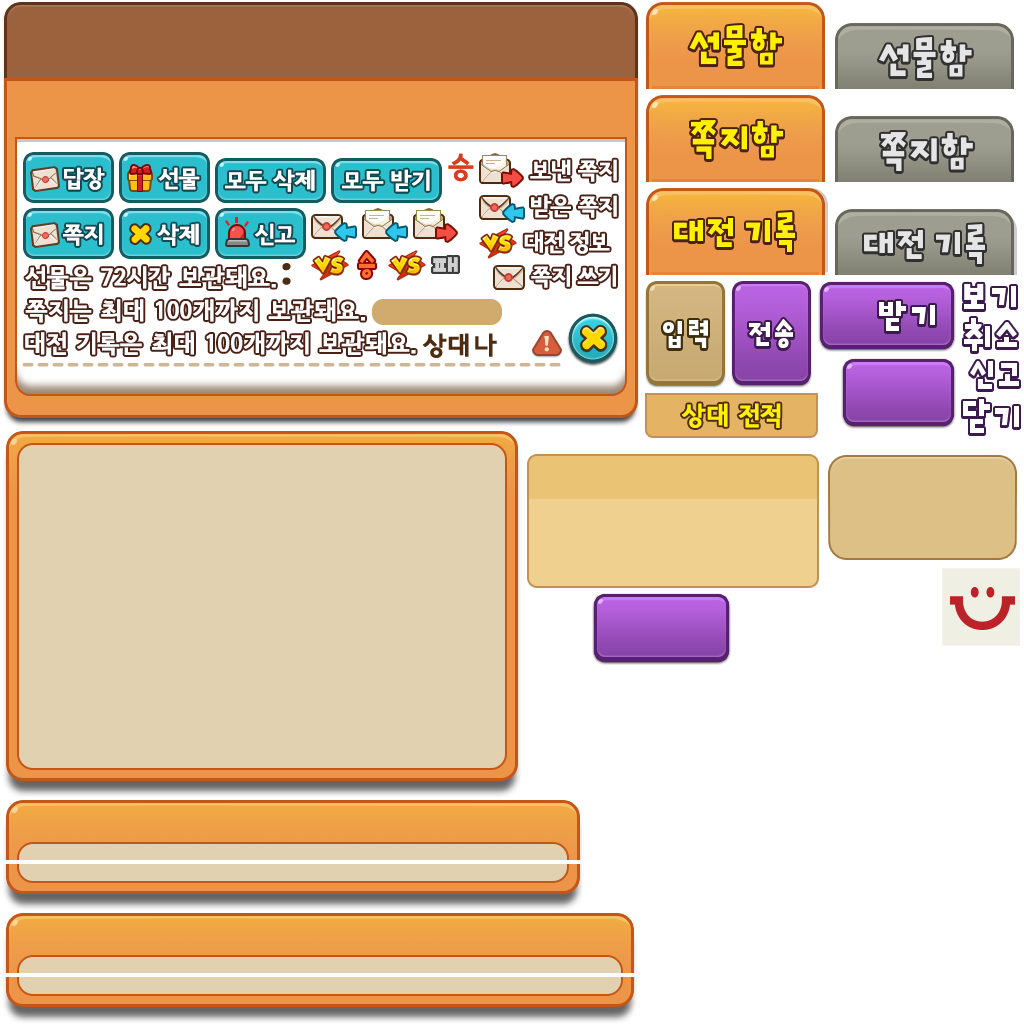 선물함
선물함
쪽지함
쪽지함
대전 기록
대전 기록
답장
선물
모두 삭제
모두 받기
승
보낸 쪽지
쪽지
삭제
신고
받은 쪽지
VS
대전 정보
VS
승
VS
패
쪽지 쓰기
선물은 72시간 보관돼요.:
쪽지는 최대 100개까지 보관돼요.
대전 기록은 최대 100개까지 보관돼요.
상대나
!
입력
전송
받기
보기
취소
신고
닫기
상대 전적